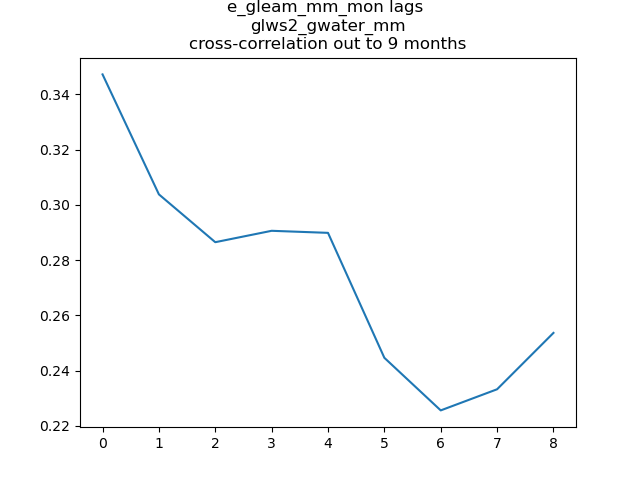 e_gleam_mm_mon lags
glws2_gwater_mm
cross-correlation out to 9 months
0.34
0.32
0.30
0.28
0.26
0.24
0.22
0 1 2 3 4 5 6 7 8